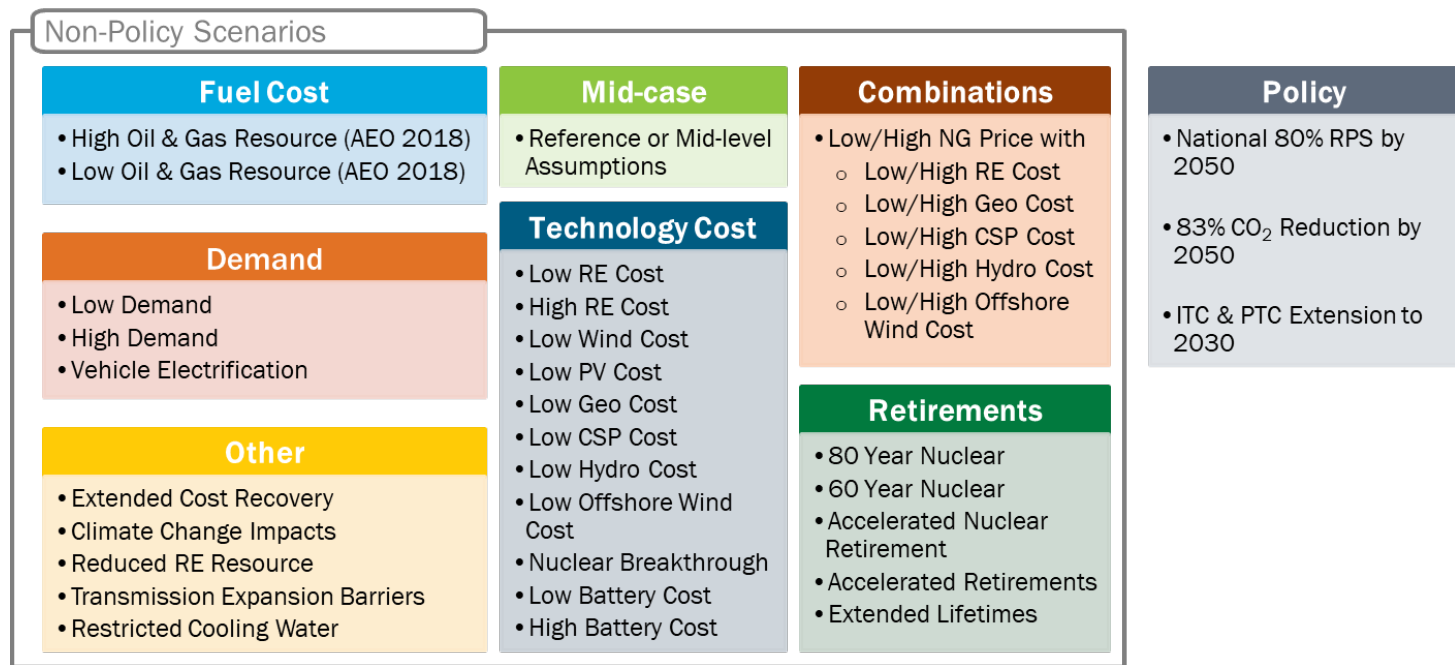 Non-Policy Scenarios
Fuel Cost
• High Oil & Gas Resource (AEO 2018)
• Low Oil & Gas Resource (AEO 2018)
Demand
• Low Demand
• High Demand
• Vehicle Electrification
Other
• Extended Cost Recovery
• Climate Change Impacts
• Reduced RE Resource
• Transmission Expansion Barriers
• Restricted Cooling Water
Mid-case
• Reference or Mid-level
Assumptions
Technology Cost
• Low RE Cost
• High RE Cost
• Low Wind Cost
• Low PV Cost
• Low Geo Cost
• Low CSP Cost
• Low Hydro Cost
• Low Offshore Wind
Cost
• Nuclear Breakthrough
• Low Battery Cost
• High Battery Cost
Combinations
• Low/High NG Price with
o Low/High RE Cost
o Low/High Geo Cost
o Low/High CSP Cost
o Low/High Hydro Cost
o Low/High Offshore
Wind Cost
Retirements
• 80 Year Nuclear
• 60 Year Nuclear
• Accelerated Nuclear
Retirement
• Accelerated Retirements
• Extended Lifetimes
Policy
• National 80% RPS by
2050
• 83% CO₂ Reduction by
2050
• ITC & PTC Extension to
2030